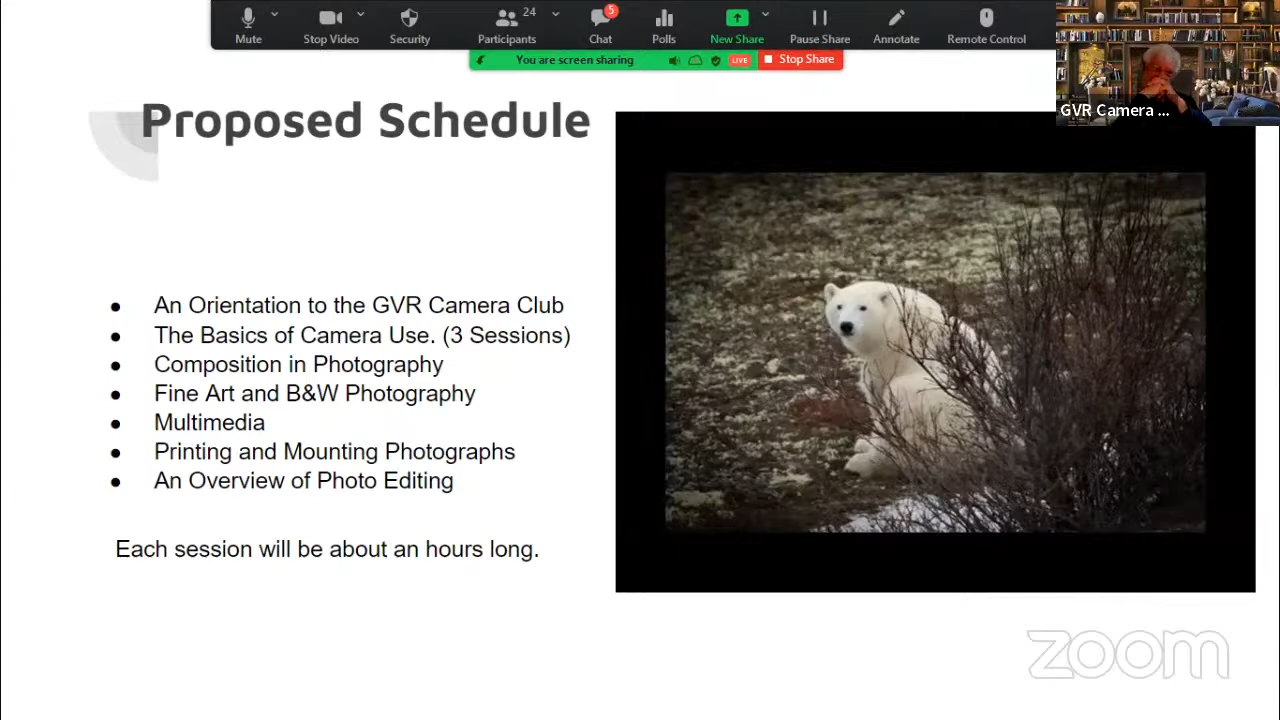 24
5
Mute
Stop Video
Security
Participants
Chat
Polls
New Share
Pause Share
Annotate
Remote Control
You are screen sharing
LIVE
Stop Share
GVR Camera ...
Proposed Schedule
● An Orientation to the GVR Camera Club
● The Basics of Camera Use. (3 Sessions)
● Composition in Photography
● Fine Art and B&W Photography
● Multimedia
● Printing and Mounting Photographs
● An Overview of Photo Editing
Each session will be about an hours long.
zoom